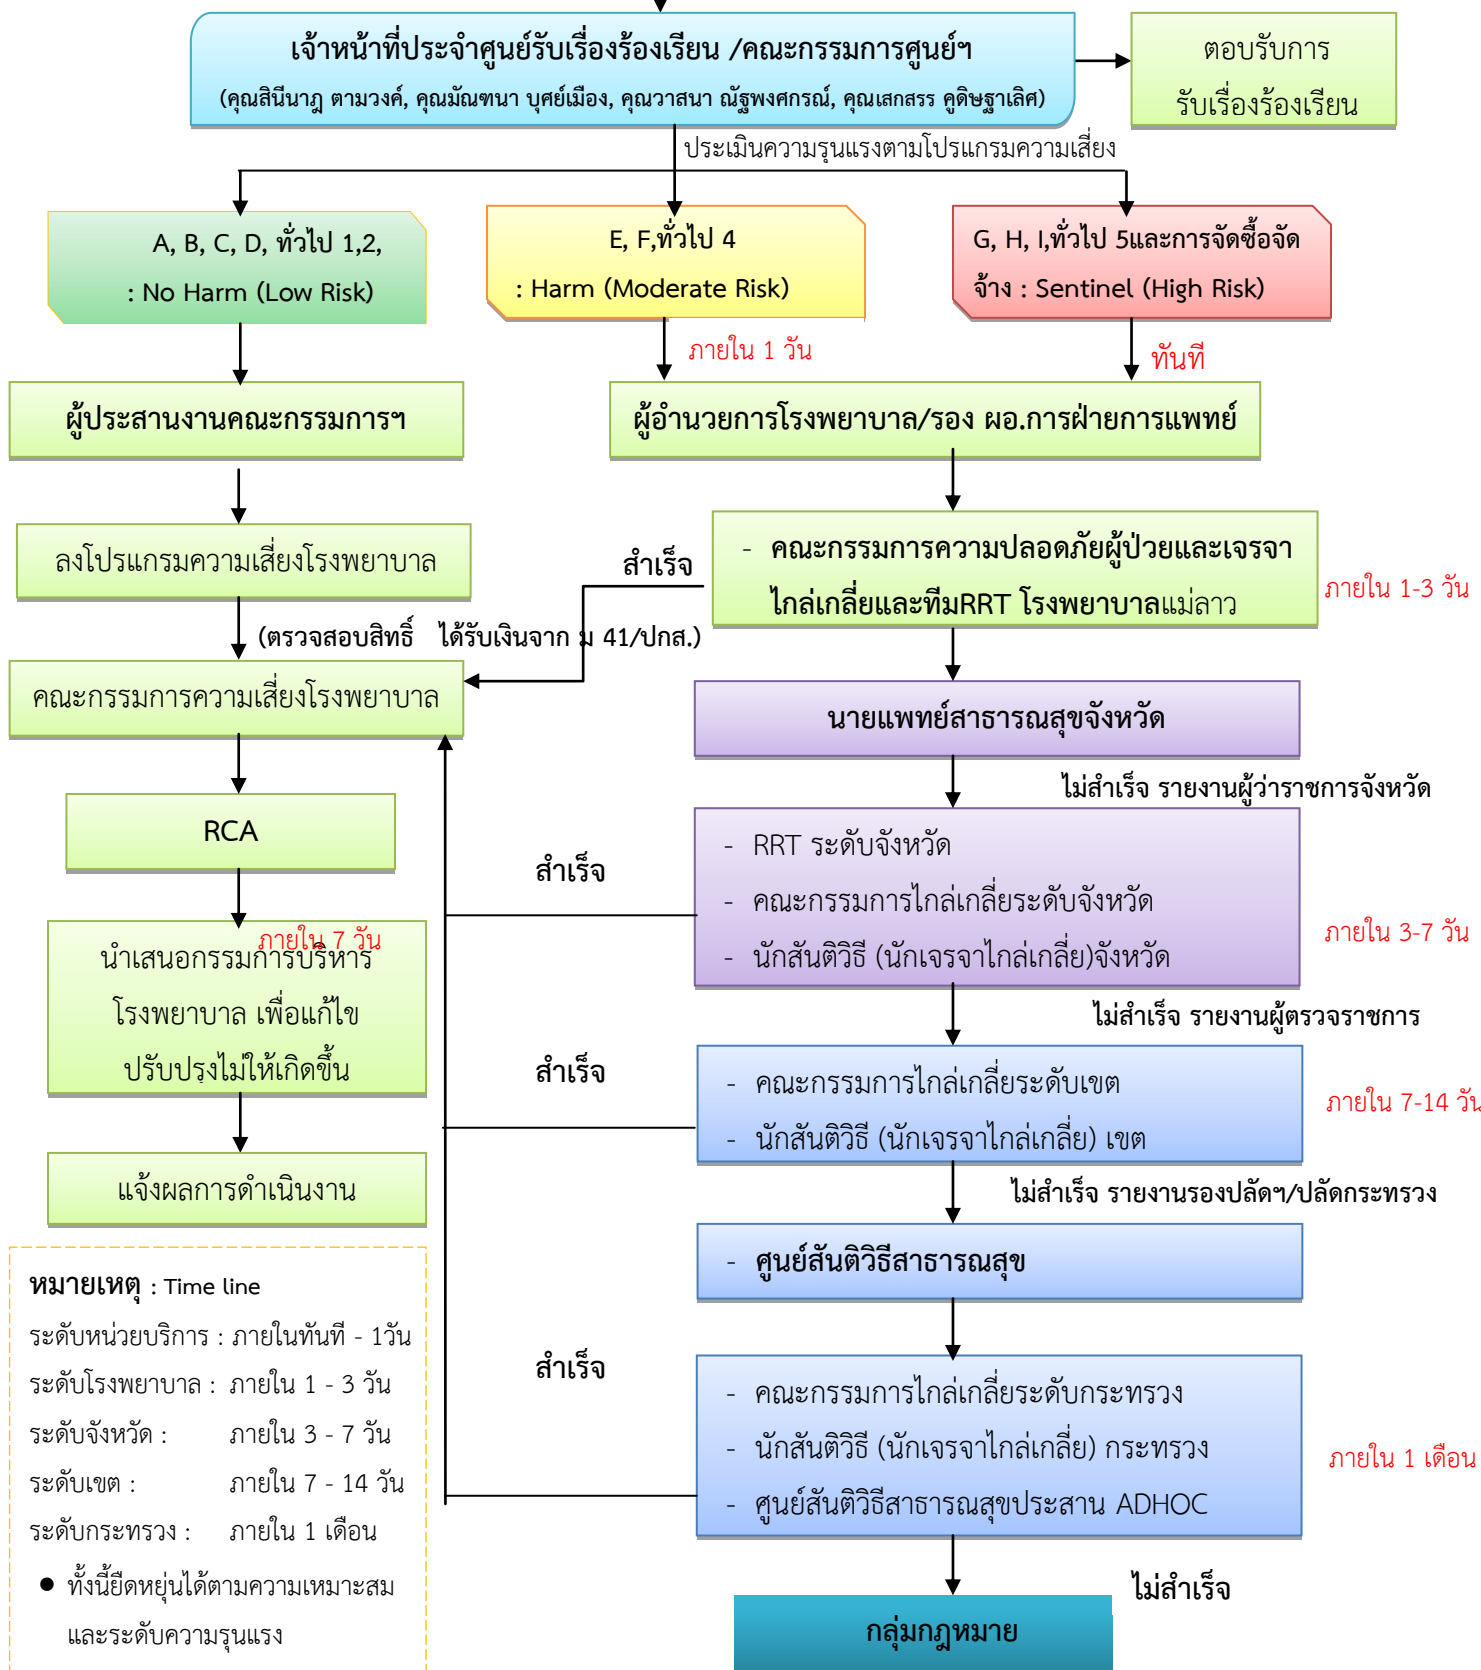 เจ้าหน้าที่ประจำศูนย์รับเรื่องร้องเรียน /คณะกรรมการศูนย์ฯ
(คุณสินีนาฎ ตามวงค์, คุณมัณฑนา บุศย์เมือง, คุณวาสนา ณัฐพงศกรณ์, คุณเสกสรร คูดิษฐาเลิศ)
ตอบรับการ
รับเรื่องร้องเรียน
ประเมินความรุนแรงตามโปรแกรมความเสี่ยง
A, B, C, D, ทั่วไป 1,2,
: No Harm (Low Risk)
E, F,ทั่วไป 4
: Harm (Moderate Risk)
G, H, I,ทั่วไป 5และการจัดซื้อจัด
จ้าง : Sentinel (High Risk)
ภายใน 1 วัน
ทันที
ผู้ประสานงานคณะกรรมการฯ
ผู้อำนวยการโรงพยาบาล/รอง ผอ.การฝ่ายการแพทย์
ลงโปรแกรมความเสี่ยงโรงพยาบาล
สำเร็จ
- คณะกรรมการความปลอดภัยผู้ป่วยและเจรจา
ไกล่เกลี่ยและทีมRRT โรงพยาบาลแม่ลาว
ภายใน 1-3 วัน
(ตรวจสอบสิทธิ์ ได้รับเงินจาก ม 41/ปกส.)
คณะกรรมการความเสี่ยงโรงพยาบาล
นายแพทย์สาธารณสุขจังหวัด
ไม่สำเร็จ รายงานผู้ว่าราชการจังหวัด
RCA
สำเร็จ
- RRT ระดับจังหวัด
- คณะกรรมการไกล่เกลี่ยระดับจังหวัด
- นักสันติวิธี (นักเจรจาไกล่เกลี่ย)จังหวัด
ภายใน 3-7 วัน
ภายใน 7 วัน
นำเสนอกรรมการบริหาร
โรงพยาบาล เพื่อแก้ไข
ปรับปรุงไม่ให้เกิดขึ้น
ไม่สำเร็จ รายงานผู้ตรวจราชการ
สำเร็จ
- คณะกรรมการไกล่เกลี่ยระดับเขต
- นักสันติวิธี (นักเจรจาไกล่เกลี่ย) เขต
ภายใน 7-14 วัน
แจ้งผลการดำเนินงาน
ไม่สำเร็จ รายงานรองปลัดฯ/ปลัดกระทรวง
- ศูนย์สันติวิธีสาธารณสุข
สำเร็จ
- คณะกรรมการไกล่เกลี่ยระดับกระทรวง
- นักสันติวิธี (นักเจรจาไกล่เกลี่ย) กระทรวง
- ศูนย์สันติวิธีสาธารณสุขประสาน ADHOC
ภายใน 1 เดือน
ไม่สำเร็จ
กลุ่มกฎหมาย
หมายเหตุ : Time line
ระดับหน่วยบริการ : ภายในทันที - 1วัน
ระดับโรงพยาบาล : ภายใน 1 - 3 วัน
ระดับจังหวัด : ภายใน 3 - 7 วัน
ระดับเขต : ภายใน 7 - 14 วัน
ระดับกระทรวง : ภายใน 1 เดือน
● ทั้งนี้ยืดหยุ่นได้ตามความเหมาะสม
และระดับความรุนแรง